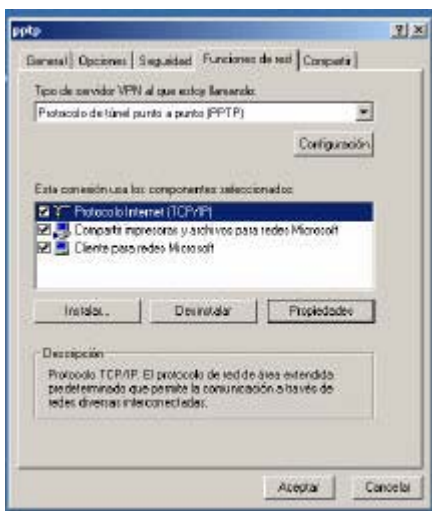 pptp
General Opciones Seguridad Funciones de red Compartir
Tipo de servidor VPN al que estoy llamando:
Protocolo de túnel punto a punto (PPTP)
Configuración
Esta conexión usa los componentes seleccionados:
Protocolo Internet (TCP/IP)
Compartir impresoras y archivos para redes Microsoft
Cliente para redes Microsoft
Instalar... Desinstalar Propiedades
Descripción
Protocolo TCP/IP. El protocolo de red de área extendida
predeterminado que permite la comunicación a través de
redes diversas interconectadas.
Aceptar Cancelar